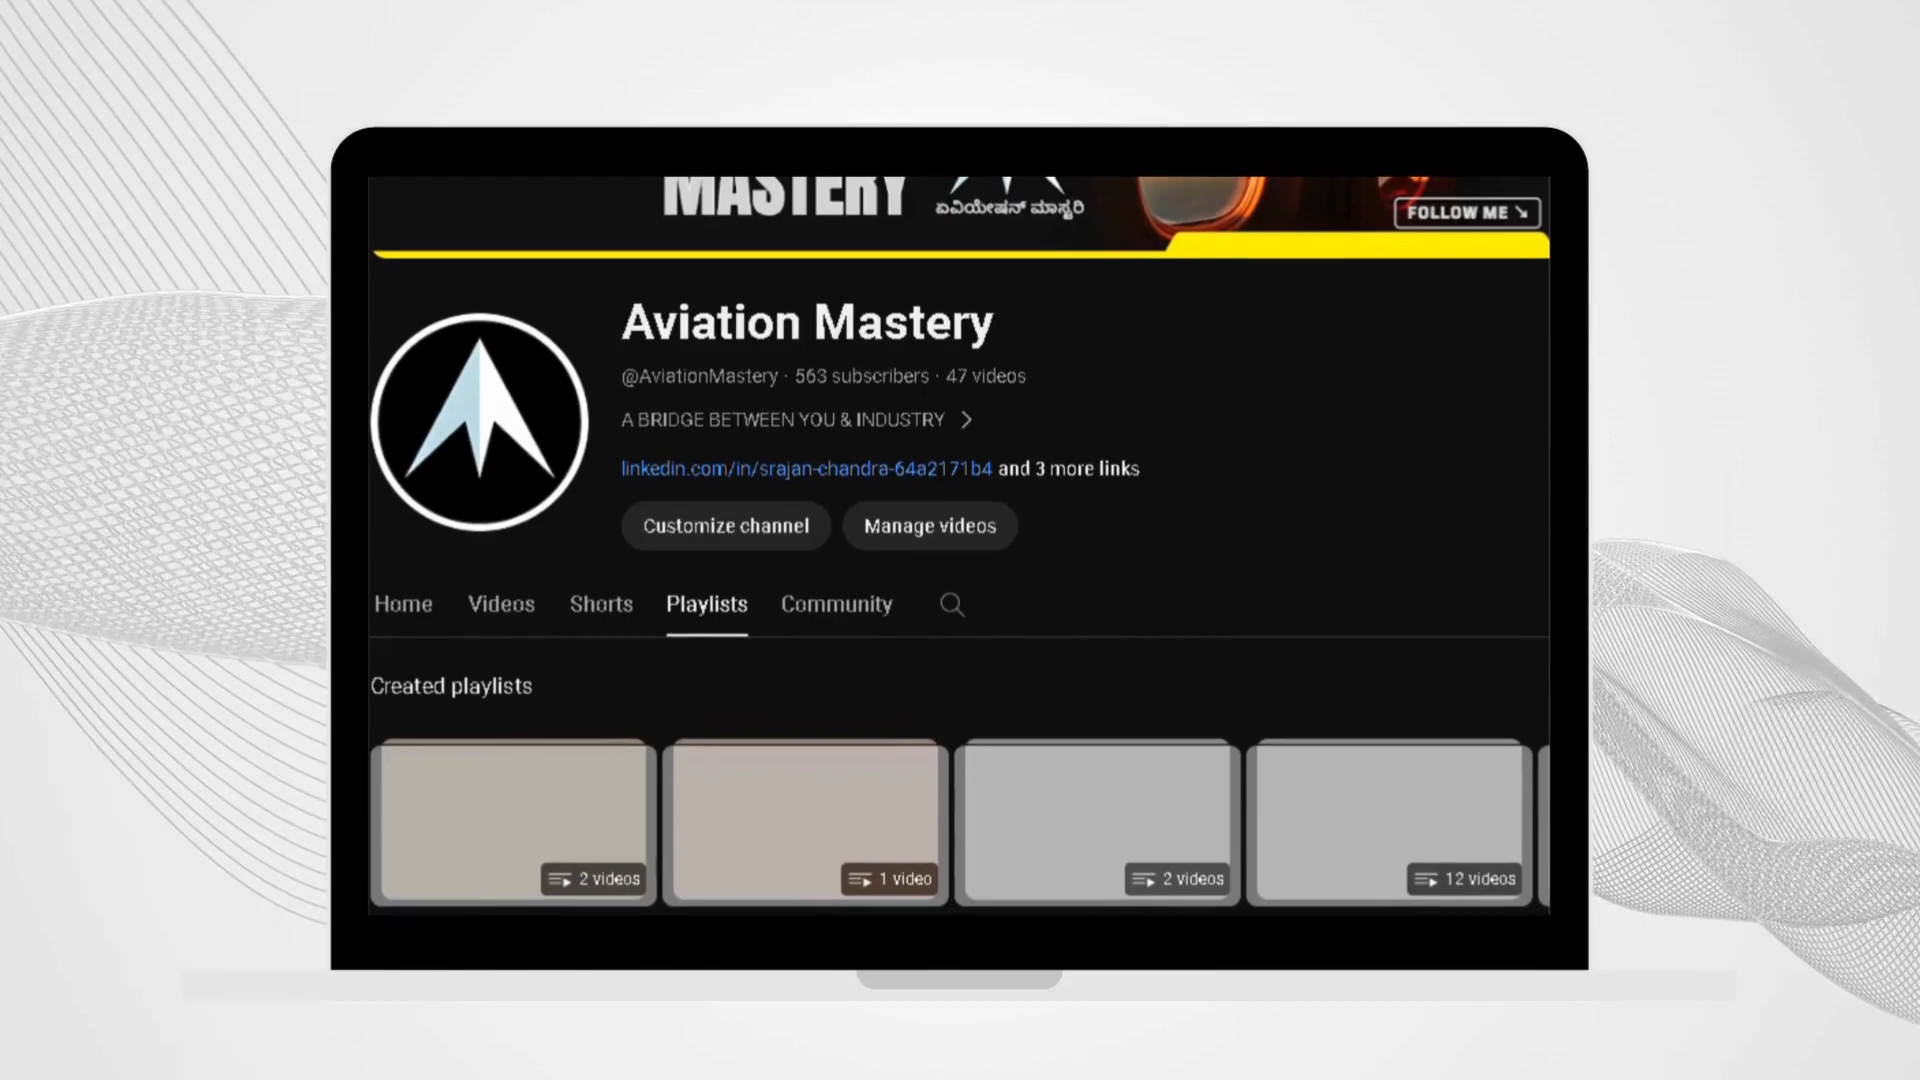 MASTERY
ಏವಿಯೇಷನ್ ಮಾಸ್ಟರಿ
FOLLOW ME
Aviation Mastery
@AviationMastery · 563 subscribers · 47 videos
A BRIDGE BETWEEN YOU & INDUSTRY
linkedin.com/in/srajan-chandra-64a2171b4 and 3 more links
Customize channel Manage videos
Home Videos Shorts Playlists Community
Created playlists
2 videos 1 video 2 videos 12 videos